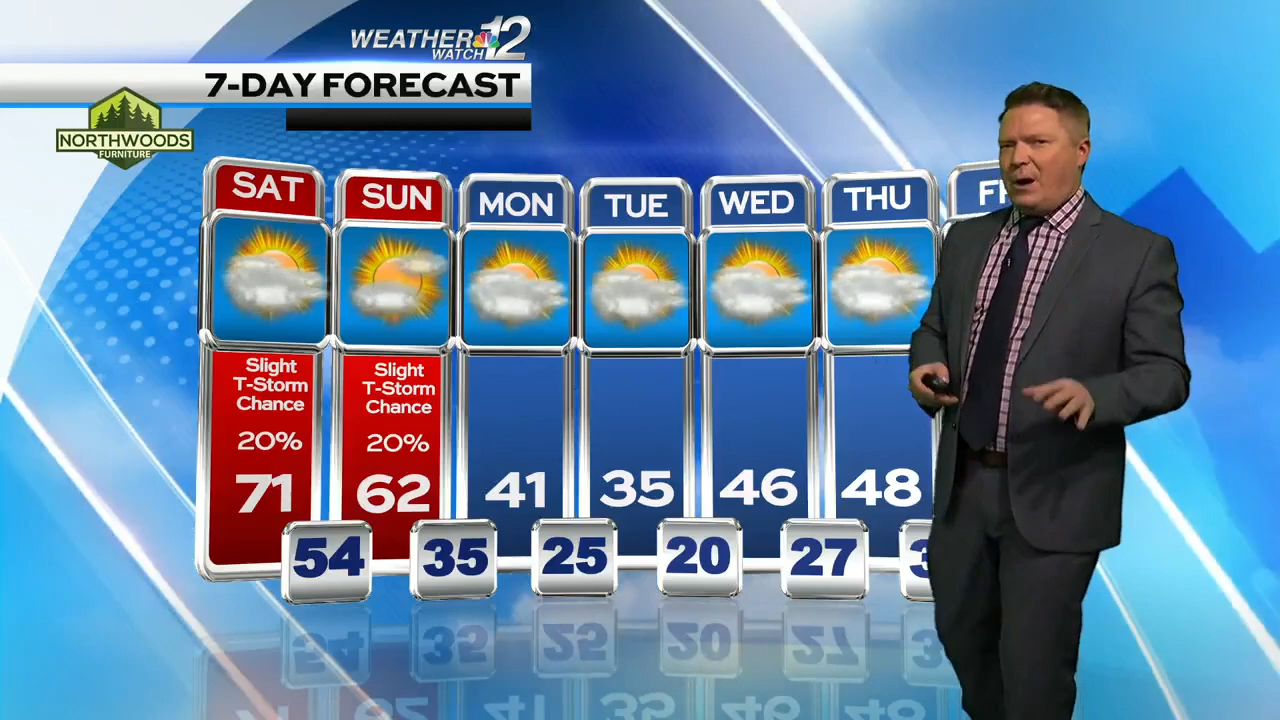 WEATHER
WATCH 12
7-DAY FORECAST
NORTHWOODS
FURNITURE
SAT
SUN
MON
TUE
WED
THU
Slight
T-Storm
Chance
20%
Slight
T-Storm
Chance
20%
71
62
41
35
46
48
54
35
25
20
27